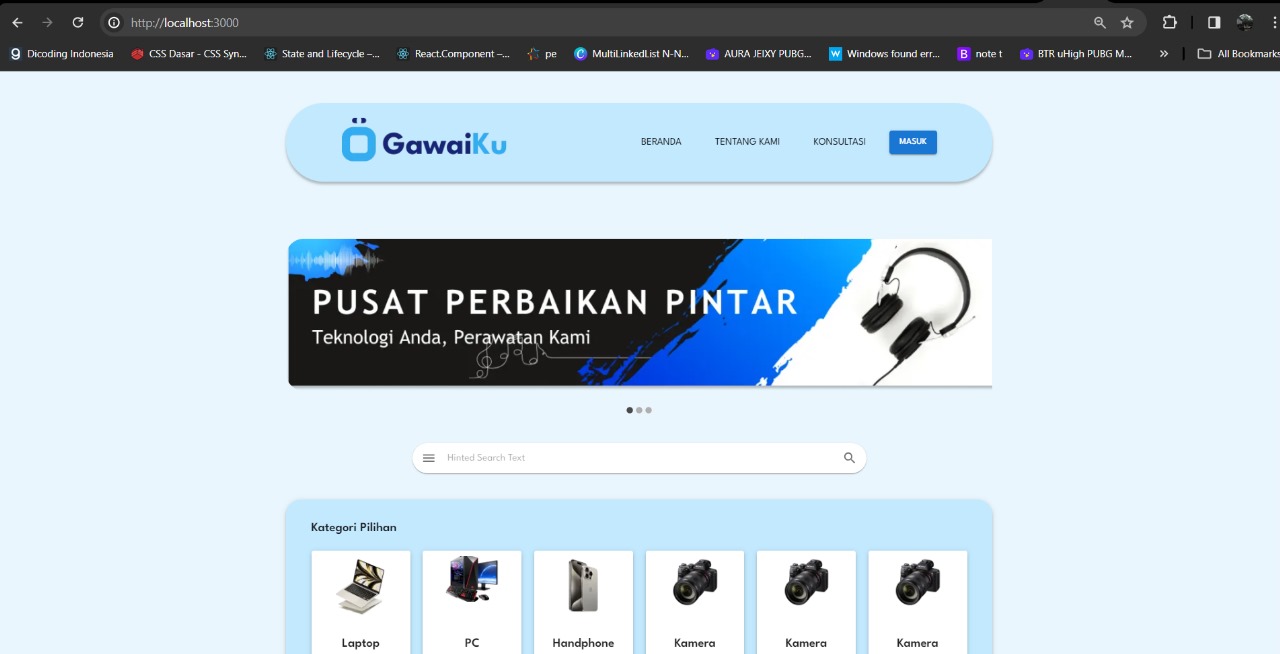 http://localhost:3000
Dicoding Indonesia
CSS Dasar - CSS Syn...
State and Lifecycle –...
React.Component –...
pe
MultiLinkedList N-N...
AURA JEIXY PUBG...
Windows found err...
note t
BTR uHigh PUBG M...
All Bookmarks
GawaiKu
BERANDA
TENTANG KAMI
KONSULTASI
MASUK
PUSAT PERBAIKAN PINTAR
Teknologi Anda, Perawatan Kami
Hinted Search Text
Kategori Pilihan
Laptop
PC
Handphone
Kamera
Kamera
Kamera